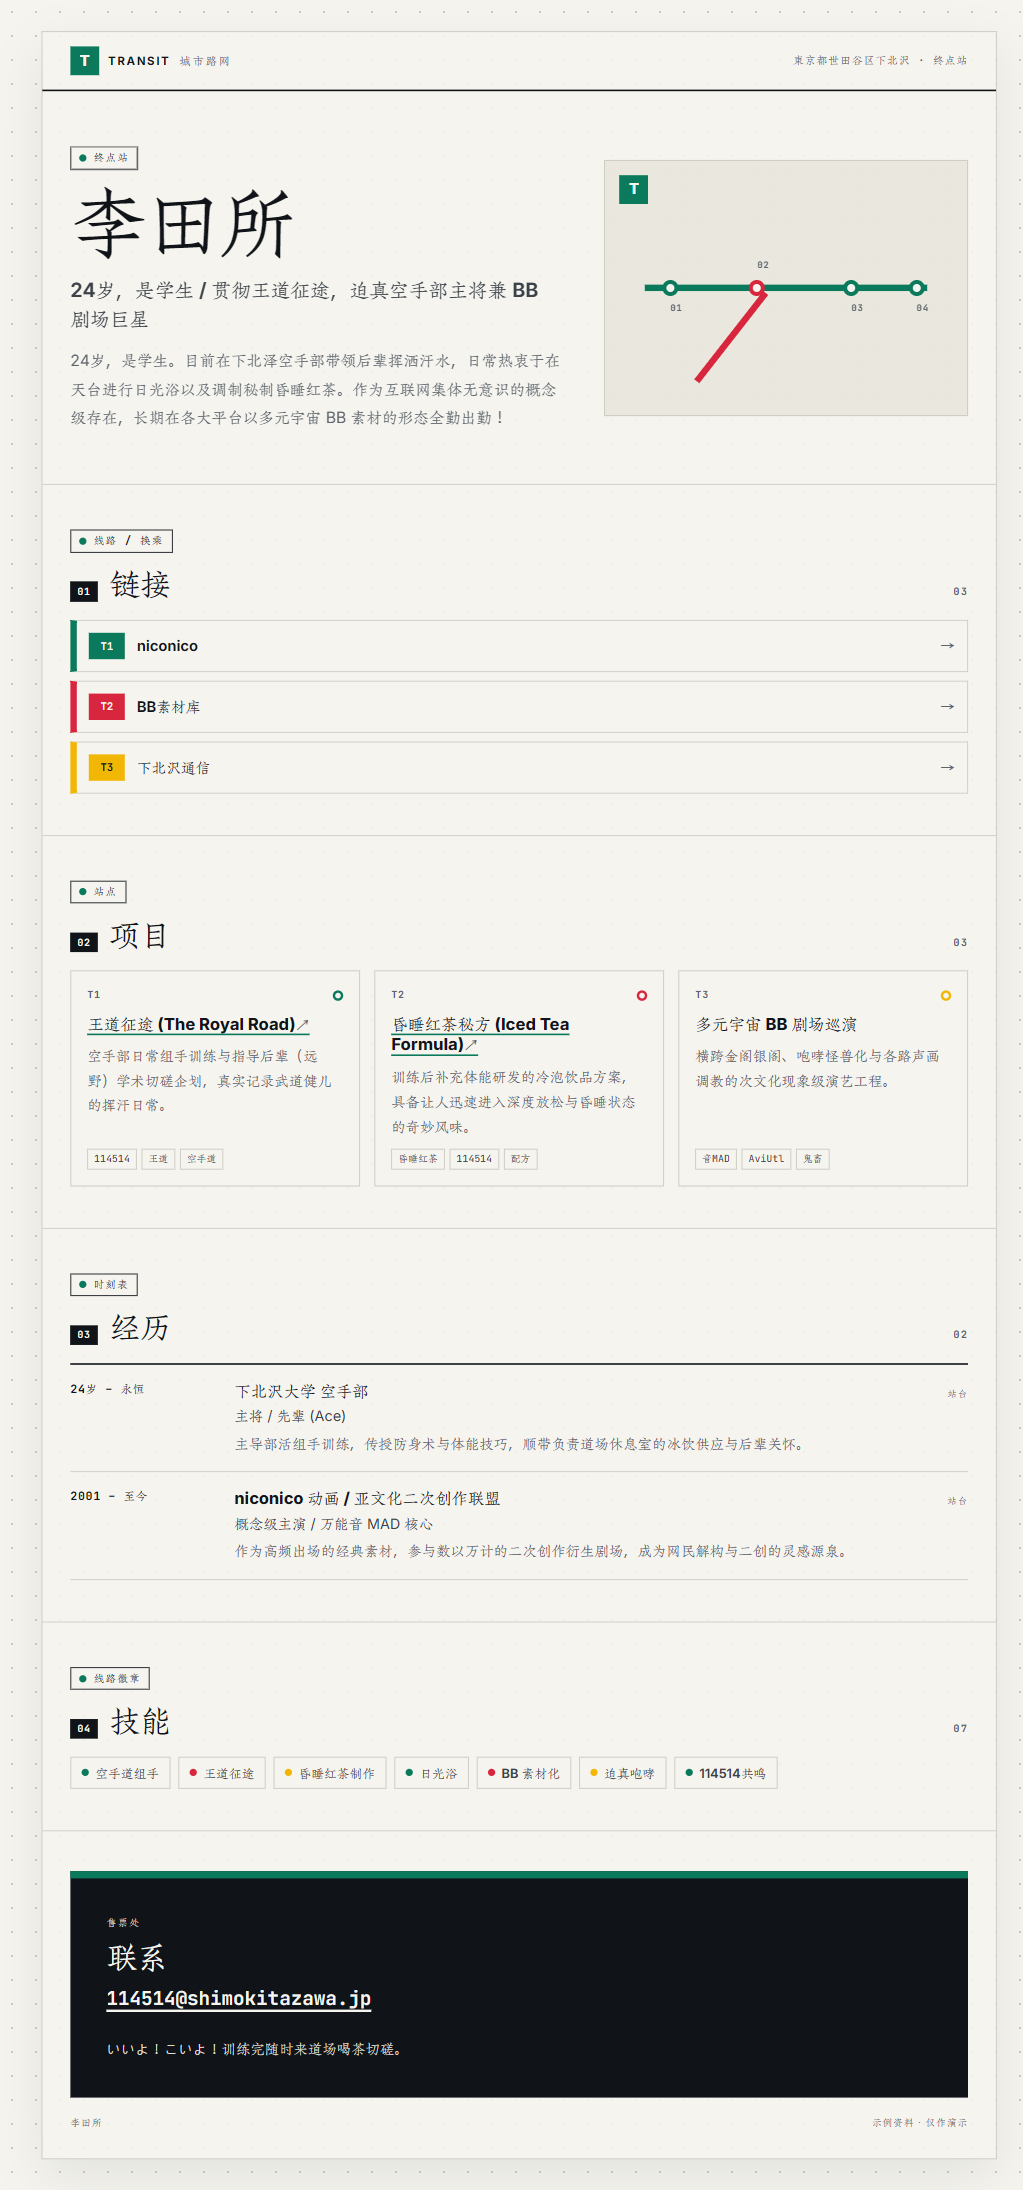 T TRANSIT 城市路网
東京都世田谷区下北沢 · 终点站
终点站
李田所
24岁，是学生 / 贯彻王道征途，迫真空手部主将兼 BB
剧场巨星
24岁，是学生。目前在下北泽空手部带领后辈挥洒汗水，日常热衷于在
天台进行日光浴以及调制秘制昏睡红茶。作为互联网集体无意识的概念
级存在，长期在各大平台以多元宇宙 BB 素材的形态全勤出勤！
T
02
01
03
04
线路 / 换乘
01 链接
03
T1 niconico →
T2 BB素材库 →
T3 下北沢通信 →
站点
02 项目
03
T1
王道征途 (The Royal Road)↗
空手部日常组手训练与指导后辈（远
野）学术切磋企划，真实记录武道健儿
的挥汗日常。
114514 王道 空手道
T2
昏睡红茶秘方 (Iced Tea
Formula)↗
训练后补充体能研发的冷泡饮品方案，
具备让人迅速进入深度放松与昏睡状态
的奇妙风味。
昏睡红茶 114514 配方
T3
多元宇宙 BB 剧场巡演
横跨金阁银阁、咆哮怪兽化与各路声画
调教的次文化现象级演艺工程。
音MAD AviUtl 鬼畜
时刻表
03 经历
02
24岁 – 永恒
下北沢大学 空手部
站台
主将 / 先辈 (Ace)
主导部活组手训练，传授防身术与体能技巧，顺带负责道场休息室的冰饮供应与后辈关怀。
2001 – 至今
niconico 动画 / 亚文化二次创作联盟
站台
概念级主演 / 万能音 MAD 核心
作为高频出场的经典素材，参与数以万计的二次创作衍生剧场，成为网民解构与二创的灵感源泉。
线路徽章
04 技能
07
空手道组手 王道征途 昏睡红茶制作 日光浴 BB 素材化 迫真咆哮 114514共鸣
售票处
联系
114514@shimokitazawa.jp
いいよ！こいよ！训练完随时来道场喝茶切磋。
李田所
示例资料 · 仅作演示